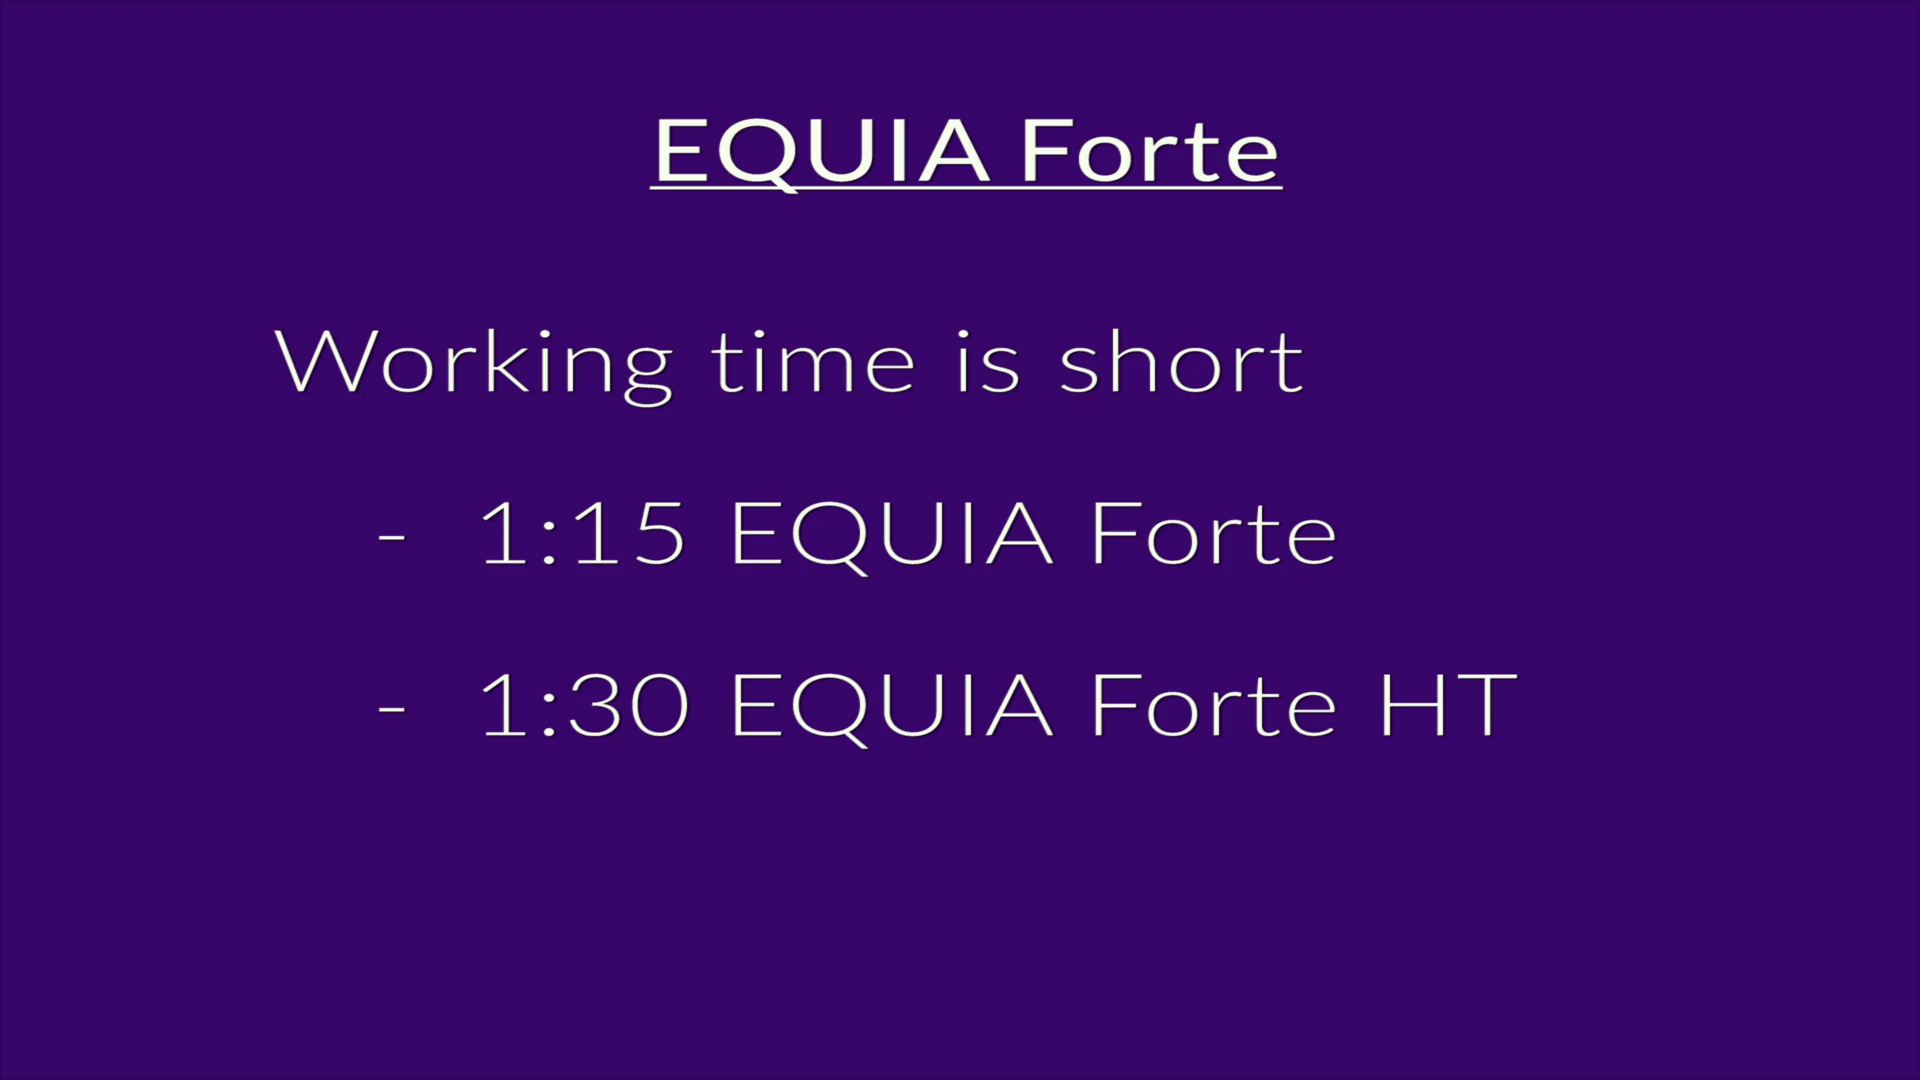 EQUIA Forte
Working time is short
- 1:15 EQUIA Forte
- 1:30 EQUIA Forte HT